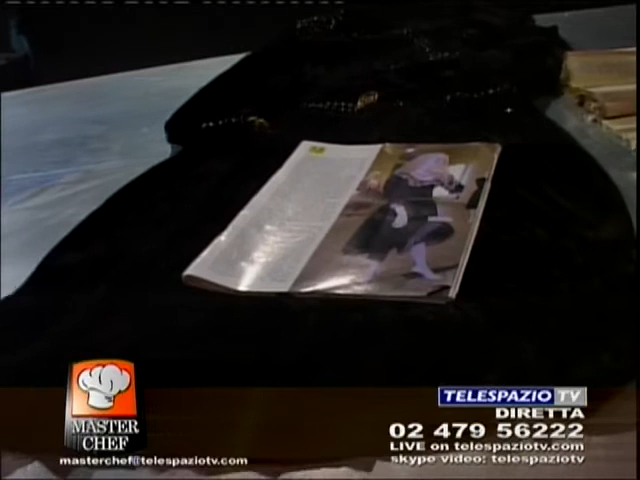 MASTER
CHEF
masterchef@telespaziotv.com
TELESPAZIO TV
DIRETTA
02 479 56222
LIVE on telespaziotv.com
skype video: telespaziotv